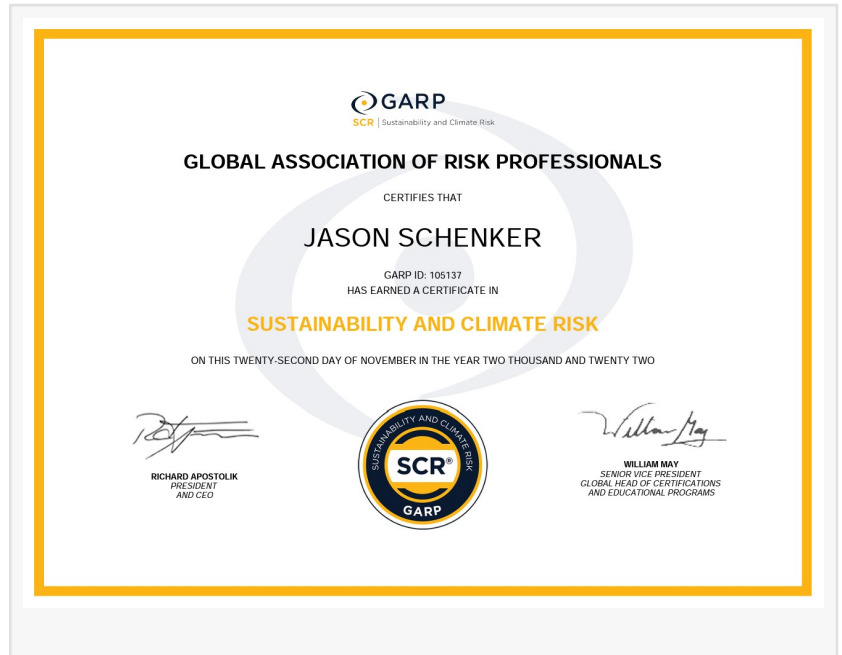 GARP
SCR | Sustainability and Climate Risk
GLOBAL ASSOCIATION OF RISK PROFESSIONALS
CERTIFIES THAT
JASON SCHENKER
GARP ID: 105137
HAS EARNED A CERTIFICATE IN
SUSTAINABILITY AND CLIMATE RISK
ON THIS TWENTY-SECOND DAY OF NOVEMBER IN THE YEAR TWO THOUSAND AND TWENTY TWO
RICHARD APOSTOLIK
PRESIDENT
AND CEO
SUSTAINABILITY AND CLIMATE RISK
SCR®
GARP
William May
WILLIAM MAY
SENIOR VICE PRESIDENT
GLOBAL HEAD OF CERTIFICATIONS
AND EDUCATIONAL PROGRAMS